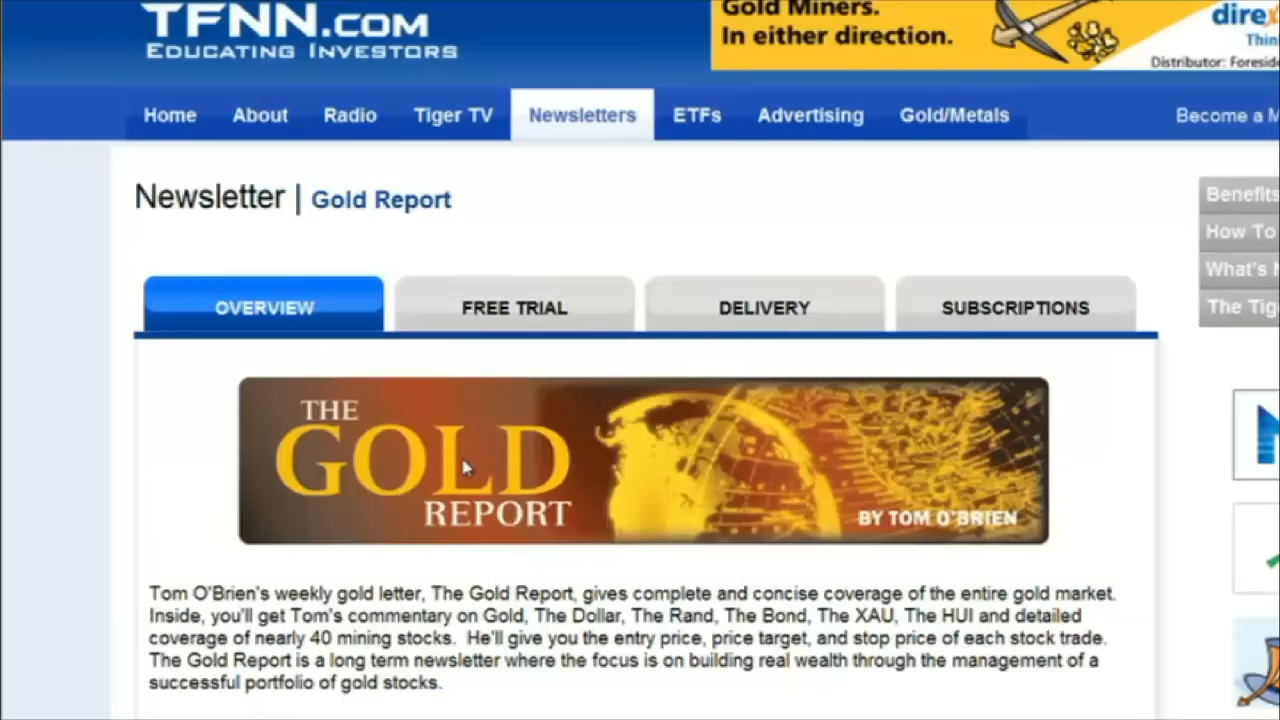 TFNN.COM
EDUCATING INVESTORS
Gold Miners.
In either direction.
Distributor:
Home About Radio Tiger TV Newsletters ETFs Advertising Gold/Metals Become a
Newsletter | Gold Report
Benefits
How To
What's
The
OVERVIEW FREE TRIAL DELIVERY SUBSCRIPTIONS
THE
GOLD
REPORT
BY TOM O'BRIEN
Tom O'Brien's weekly gold letter, The Gold Report, gives complete and concise coverage of the entire gold market.
Inside, you'll get Tom's commentary on Gold, The Dollar, The Rand, The Bond, The XAU, The HUI and detailed
coverage of nearly 40 mining stocks. He'll give you the entry price, price target, and stop price of each stock trade.
The Gold Report is a long term newsletter where the focus is on building real wealth through the management of a
successful portfolio of gold stocks.